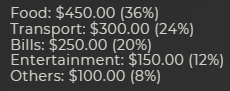 Food: $450.00 (36%)
Transport: $300.00 (24%)
Bills: $250.00 (20%)
Entertainment: $150.00 (12%)
Others: $100.00 (8%)